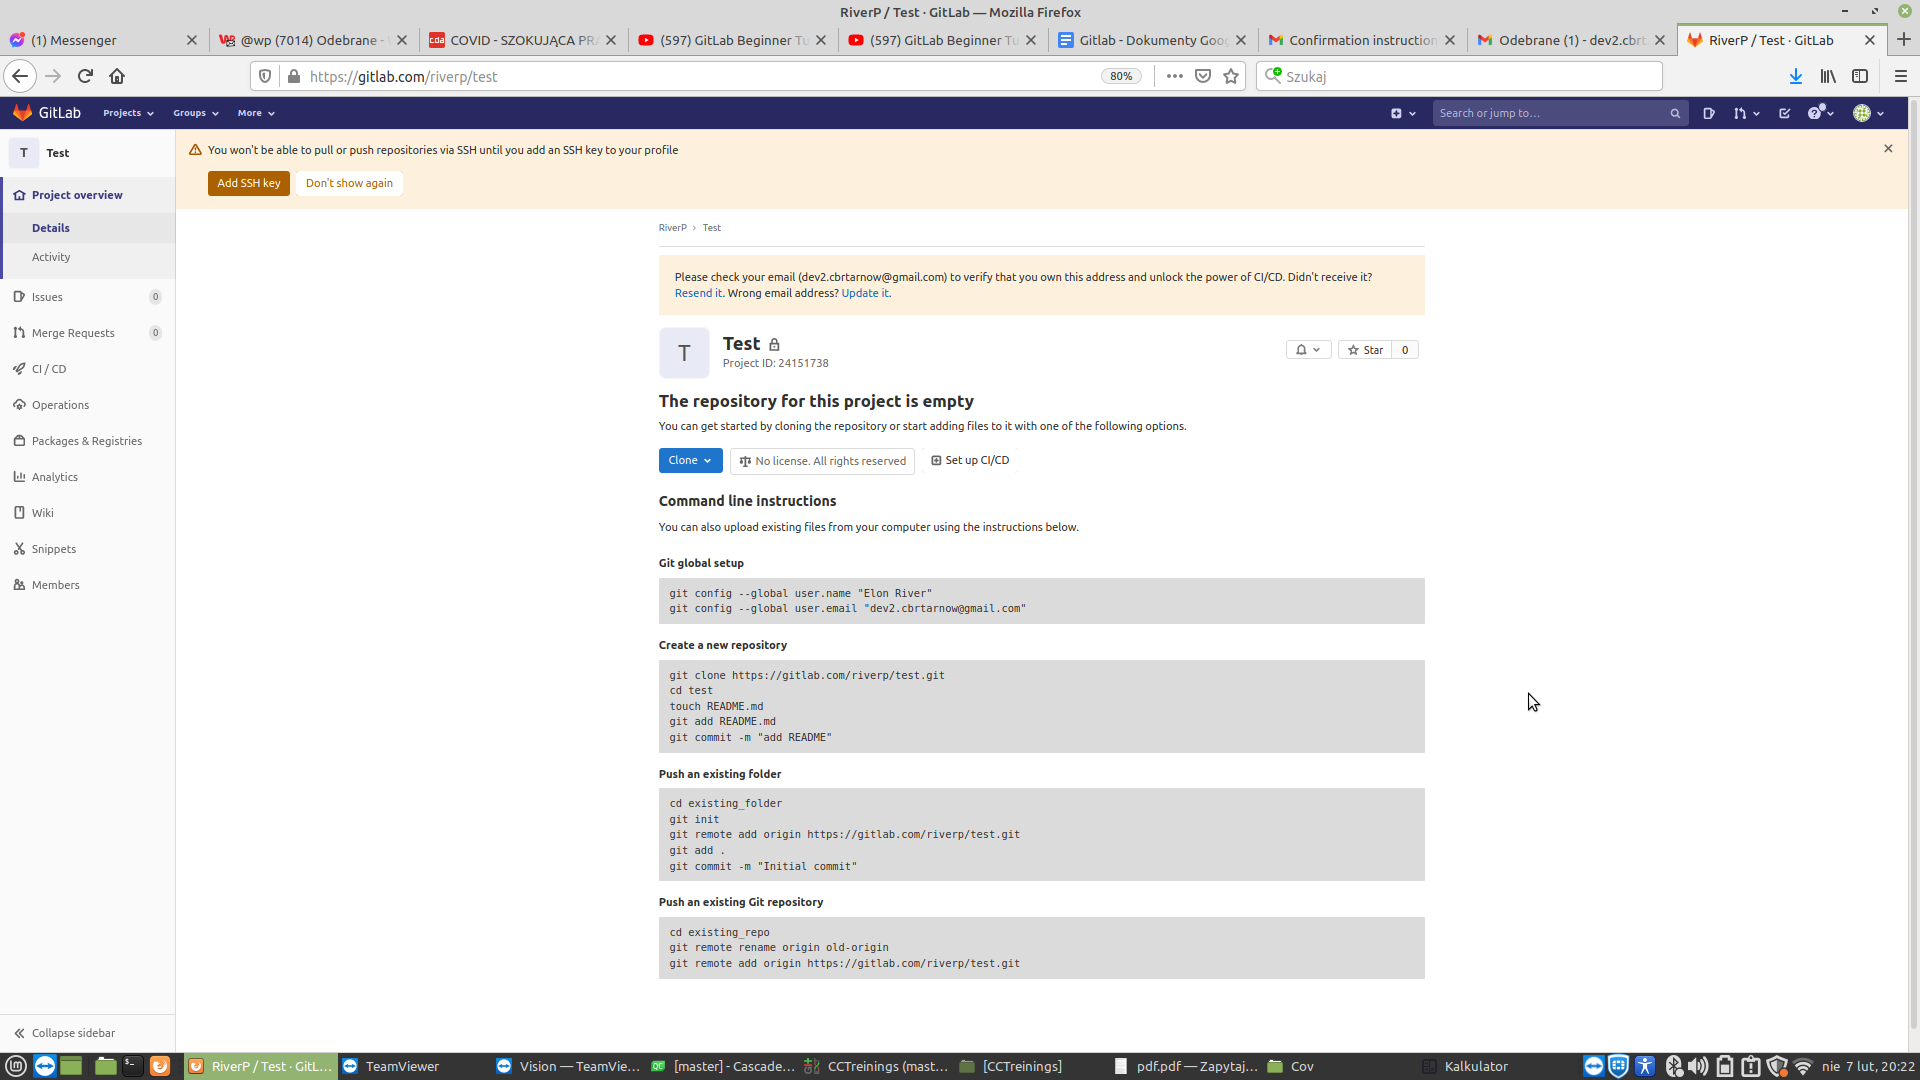 RiverP / Test · GitLab — Mozilla Firefox
(1) Messenger
@wp (7014) Odebrane -
COVID - SZOKUJĄCA PR
(597) GitLab Beginner Tu
(597) GitLab Beginner Tu
Gitlab - Dokumenty Goo
Confirmation instruction
Odebrane (1) - dev2.cbrt
RiverP / Test · GitLab
https://gitlab.com/riverp/test
80%
Szukaj
GitLab
Projects
Groups
More
Search or jump to…
T
Test
You won't be able to pull or push repositories via SSH until you add an SSH key to your profile
Add SSH key
Don't show again
Project overview
Details
Activity
Issues
0
Merge Requests
0
CI / CD
Operations
Packages & Registries
Analytics
Wiki
Snippets
Members
Collapse sidebar
RiverP > Test
Please check your email (dev2.cbrtarnow@gmail.com) to verify that you own this address and unlock the power of CI/CD. Didn't receive it?
Resend it. Wrong email address? Update it.
T
Test
Project ID: 24151738
Star
0
The repository for this project is empty
You can get started by cloning the repository or start adding files to it with one of the following options.
Clone
No license. All rights reserved
Set up CI/CD
Command line instructions
You can also upload existing files from your computer using the instructions below.
Git global setup
git config --global user.name "Elon River"
git config --global user.email "dev2.cbrtarnow@gmail.com"
Create a new repository
git clone https://gitlab.com/riverp/test.git
cd test
touch README.md
git add README.md
git commit -m "add README"
Push an existing folder
cd existing_folder
git init
git remote add origin https://gitlab.com/riverp/test.git
git add .
git commit -m "Initial commit"
Push an existing Git repository
cd existing_repo
git remote rename origin old-origin
git remote add origin https://gitlab.com/riverp/test.git
RiverP / Test · GitL...
TeamViewer
Vision — TeamVie...
[master] - Cascade...
CCTreinings (mast...
[CCTreinings]
pdf.pdf — Zapytaj...
Cov
Kalkulator
nie 7 lut, 20:22